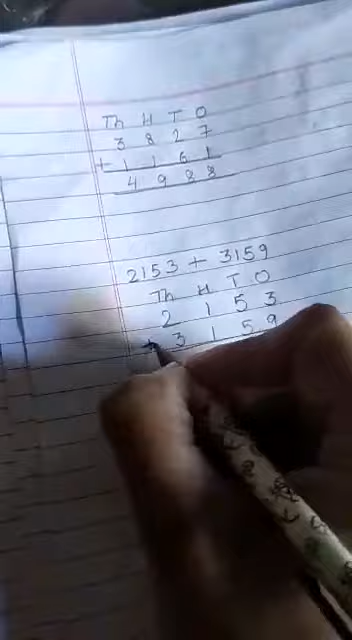 Th H T O
3 8 2 7
+ 1 1 6 1
4 9 8 8
2153 + 3159
Th H T O
2 1 5 3
+ 3 1 5 9